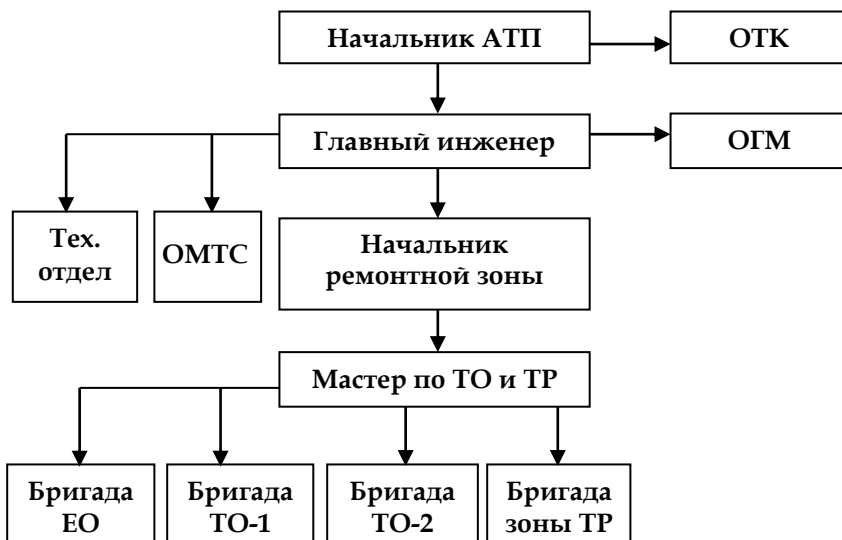 Начальник АТП
ОТК
Главный инженер
ОГМ
Тех.
отдел
ОМТС
Начальник
ремонтной зоны
Мастер по ТО и ТР
Бригада
ЕО
Бригада
ТО-1
Бригада
ТО-2
Бригада
зоны ТР